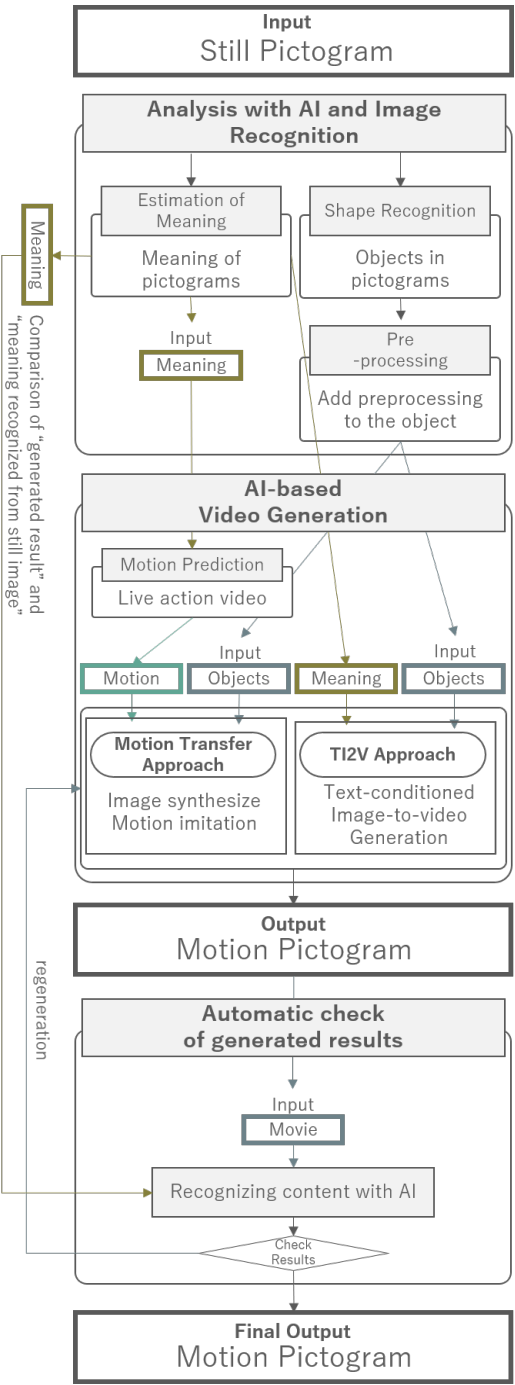 Input
Still Pictogram
Analysis with AI and Image
Recognition
Estimation of
Meaning
Meaning of
pictograms
Shape Recognition
Objects in
pictograms
Meaning
Comparison of “generated result” and
“meaning recognized from still image”
Input
Meaning
Pre
-processing
Add preprocessing
to the object
AI-based
Video Generation
Motion Prediction
Live action video
Motion
Input
Objects
Meaning
Input
Objects
Motion Transfer
Approach
Image synthesize
Motion imitation
TI2V Approach
Text-conditioned
Image-to-video
Generation
Output
Motion Pictogram
regeneration
Automatic check
of generated results
Input
Movie
Recognizing content with AI
Check
Results
Final Output
Motion Pictogram